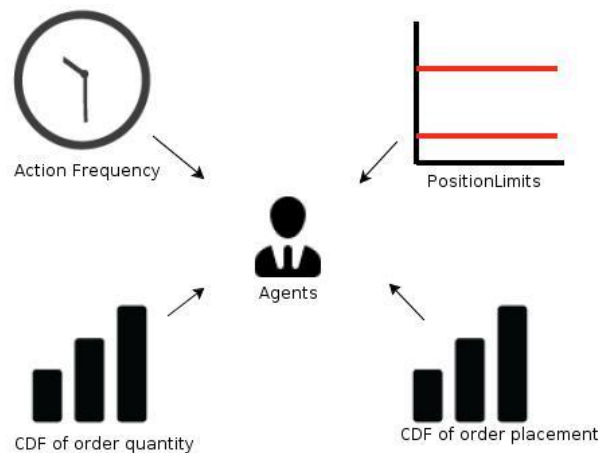 Action Frequency
PositionLimits
Agents
CDF of order quantity
CDF of order placement